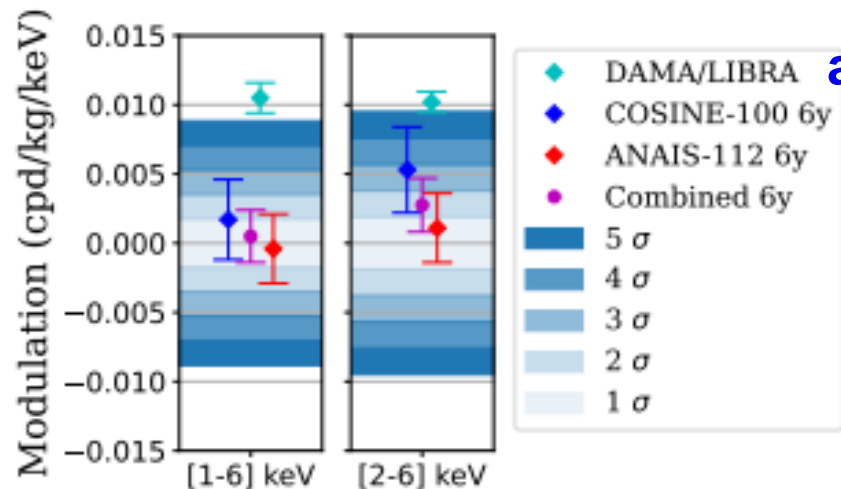 Modulation (cpd/kg/keV)
0.015
0.010
0.005
0.000
−0.005
−0.010
−0.015
[1-6] keV
[2-6] keV
DAMA/LIBRA
a
COSINE-100 6y
ANAIS-112 6y
Combined 6y
5 σ
4 σ
3 σ
2 σ
1 σ